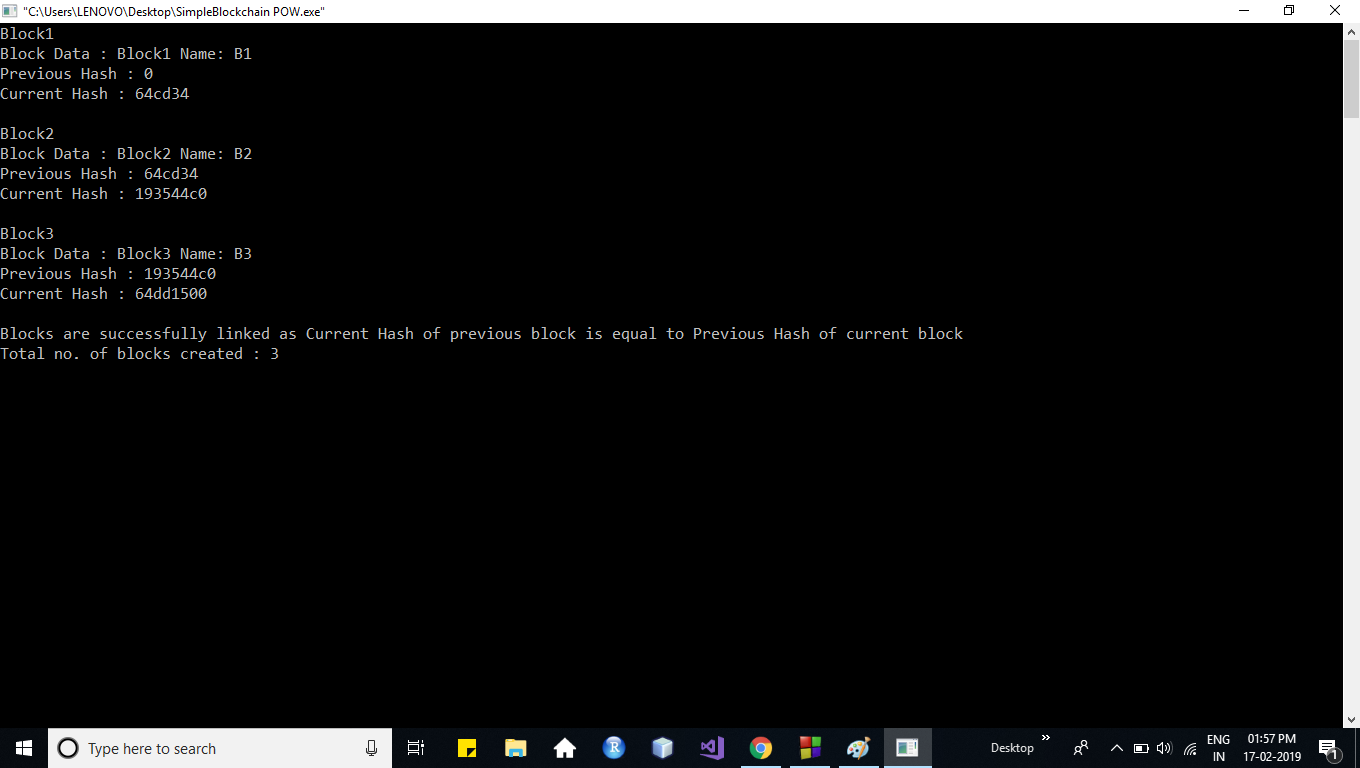 "C:\Users\LENOVO\Desktop\SimpleBlockchain POW.exe"
Block1
Block Data : Block1 Name: B1
Previous Hash : 0
Current Hash : 64cd34
Block2
Block Data : Block2 Name: B2
Previous Hash : 64cd34
Current Hash : 193544c0
Block3
Block Data : Block3 Name: B3
Previous Hash : 193544c0
Current Hash : 64dd1500
Blocks are successfully linked as Current Hash of previous block is equal to Previous Hash of current block
Total no. of blocks created : 3
Type here to search
R
Desktop
ENG
IN
01:57 PM
17-02-2019
1